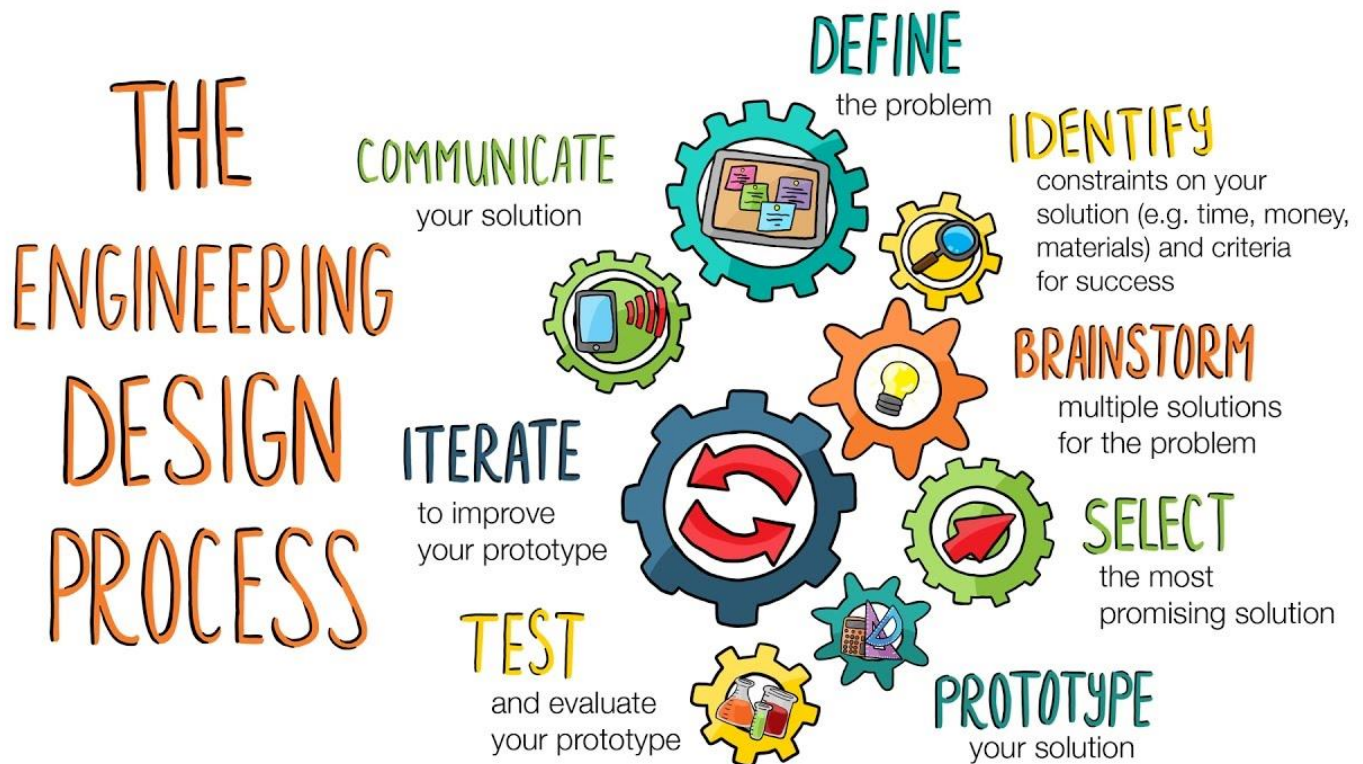 THE
ENGINEERING
DESIGN
PROCESS
DEFINE
the problem
IDENTIFY
constraints on your
solution (e.g. time, money,
materials) and criteria
for success
BRAINSTORM
multiple solutions
for the problem
SELECT
the most
promising solution
PROTOTYPE
your solution
TEST
and evaluate
your prototype
ITERATE
to improve
your prototype
COMMUNICATE
your solution